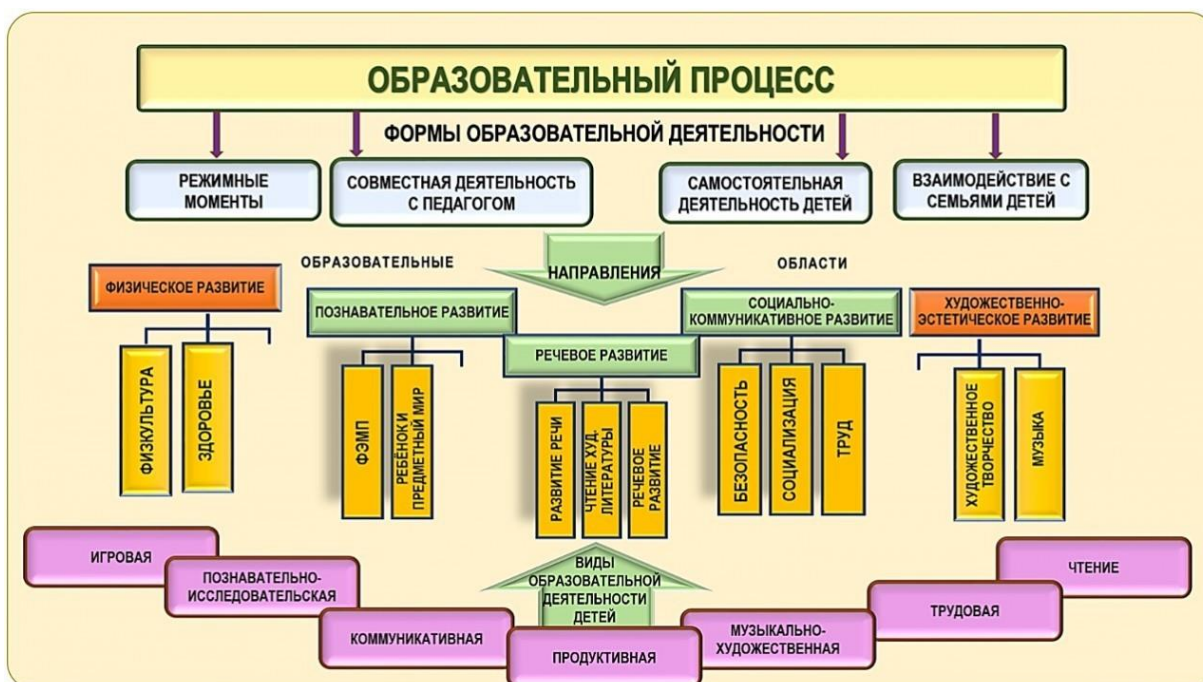 ОБРАЗОВАТЕЛЬНЫЙ ПРОЦЕСС
ФОРМЫ ОБРАЗОВАТЕЛЬНОЙ ДЕЯТЕЛЬНОСТИ
РЕЖИМНЫЕ
МОМЕНТЫ
СОВМЕСТНАЯ ДЕЯТЕЛЬНОСТЬ
С ПЕДАГОГОМ
САМОСТОЯТЕЛЬНАЯ
ДЕЯТЕЛЬНОСТЬ ДЕТЕЙ
ВЗАИМОДЕЙСТВИЕ С
СЕМЬЯМИ ДЕТЕЙ
ОБРАЗОВАТЕЛЬНЫЕ
НАПРАВЛЕНИЯ
ОБЛАСТИ
ФИЗИЧЕСКОЕ РАЗВИТИЕ
ФИЗКУЛЬТУРА
ЗДОРОВЬЕ
ПОЗНАВАТЕЛЬНОЕ РАЗВИТИЕ
ФЭМП
РЕБЁНОК И
ПРЕДМЕТНЫЙ МИР
РЕЧЕВОЕ РАЗВИТИЕ
РАЗВИТИЕ РЕЧИ
ЧТЕНИЕ ХУД.
ЛИТЕРАТУРЫ
РЕЧЕВОЕ
РАЗВИТИЕ
СОЦИАЛЬНО-
КОММУНИКАТИВНОЕ РАЗВИТИЕ
БЕЗОПАСНОСТЬ
СОЦИАЛИЗАЦИЯ
ТРУД
ХУДОЖЕСТВЕННО-
ЭСТЕТИЧЕСКОЕ РАЗВИТИЕ
ХУДОЖЕСТВЕННОЕ
ТВОРЧЕСТВО
МУЗЫКА
ВИДЫ
ОБРАЗОВАТЕЛЬНОЙ
ДЕЯТЕЛЬНОСТИ
ДЕТЕЙ
ИГРОВАЯ
ПОЗНАВАТЕЛЬНО-
ИССЛЕДОВАТЕЛЬСКАЯ
КОММУНИКАТИВНАЯ
ПРОДУКТИВНАЯ
МУЗЫКАЛЬНО-
ХУДОЖЕСТВЕННАЯ
ТРУДОВАЯ
ЧТЕНИЕ